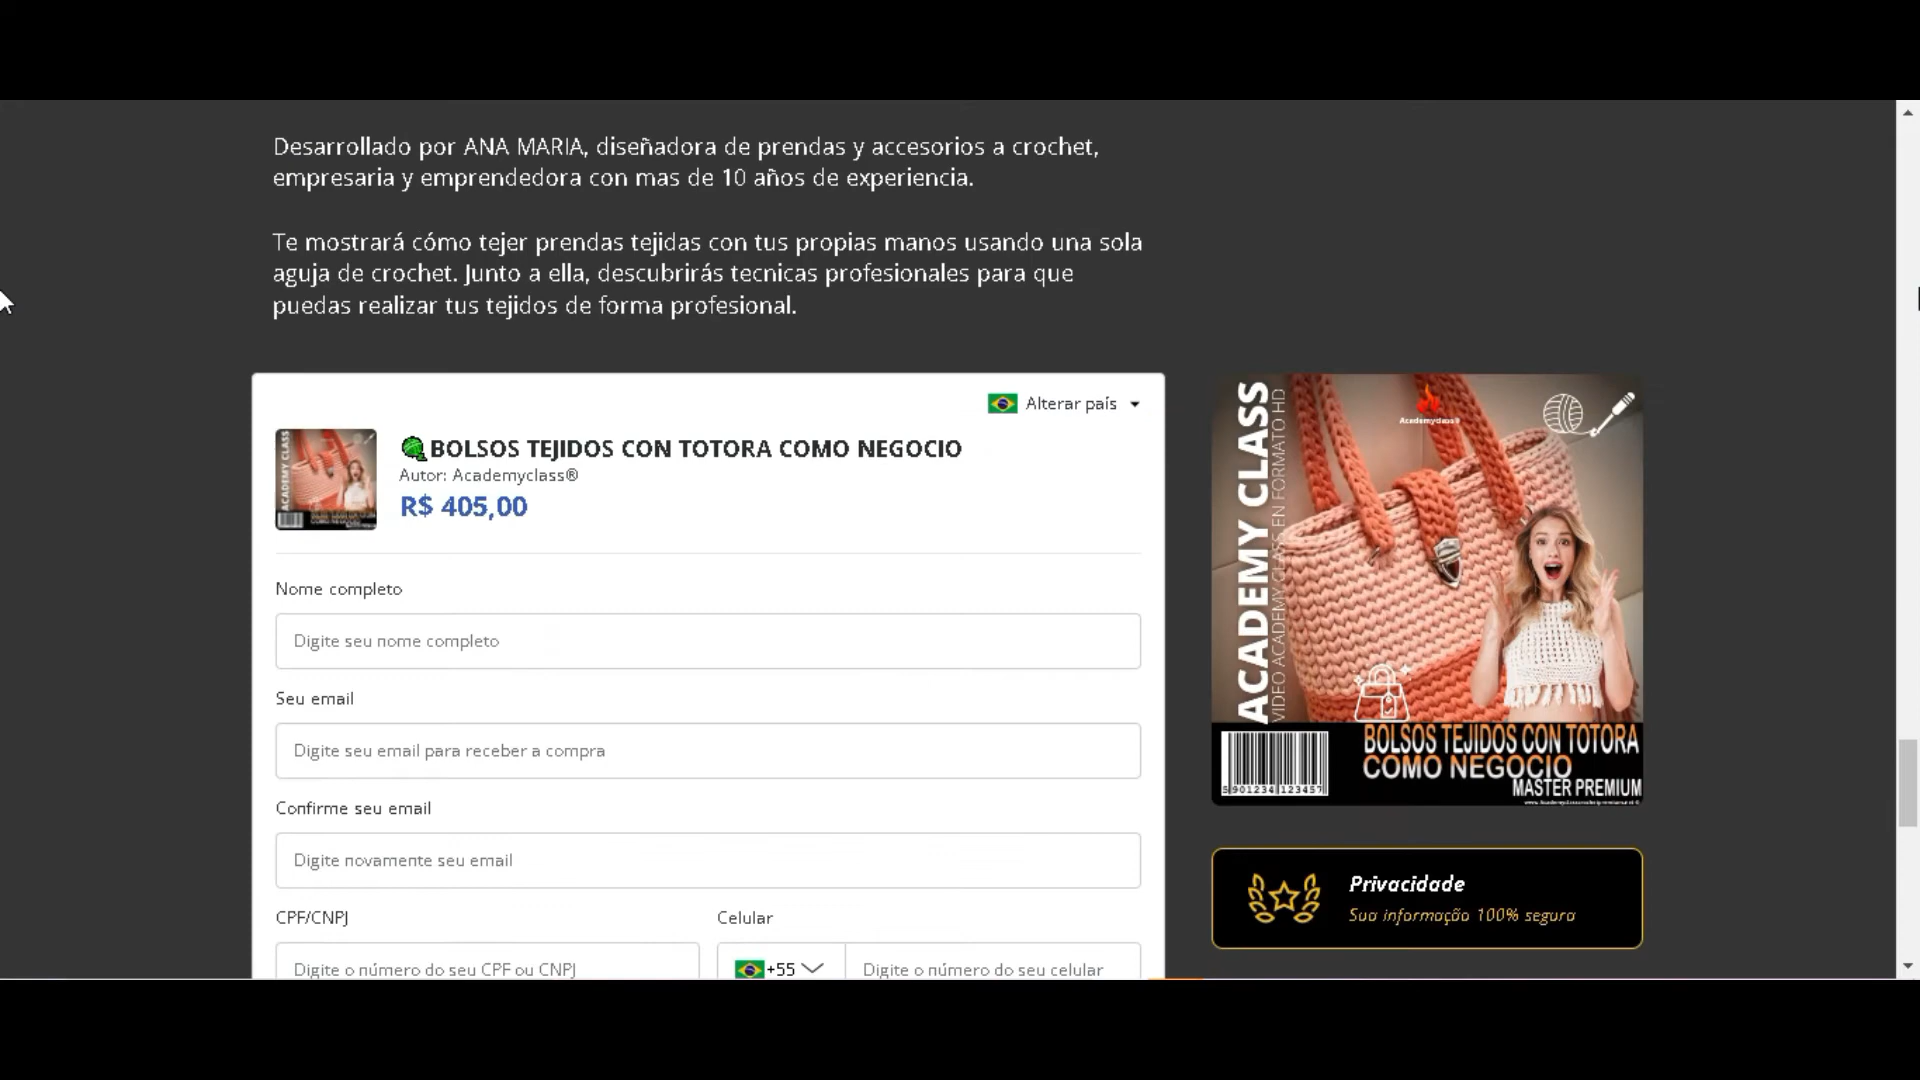 Desarrollado por ANA MARIA, diseñadora de prendas y accesorios a crochet,
empresaria y emprendedora con mas de 10 años de experiencia.
Te mostrará cómo tejer prendas tejidas con tus propias manos usando una sola
aguja de crochet. Junto a ella, descubrirás tecnicas profesionales para que
puedas realizar tus tejidos de forma profesional.
Alterar país
BOLSOS TEJIDOS CON TOTORA COMO NEGOCIO
Autor: Academyclass®
R$ 405,00
Nome completo
Digite seu nome completo
Seu email
Digite seu email para receber a compra
Confirme seu email
Digite novamente seu email
CPF/CNPJ
Celular
Digite o número do seu CPF ou CNPJ
+55
Digite o número do seu celular
Academyclass®
ACADEMY CLASS
VIDEO ACADEMY CLASS EN FORMATO HD
BOLSOS TEJIDOS CON TOTORA
COMO NEGOCIO
MASTER PREMIUM
5 901234 123457
Privacidade
Sua informação 100% segura